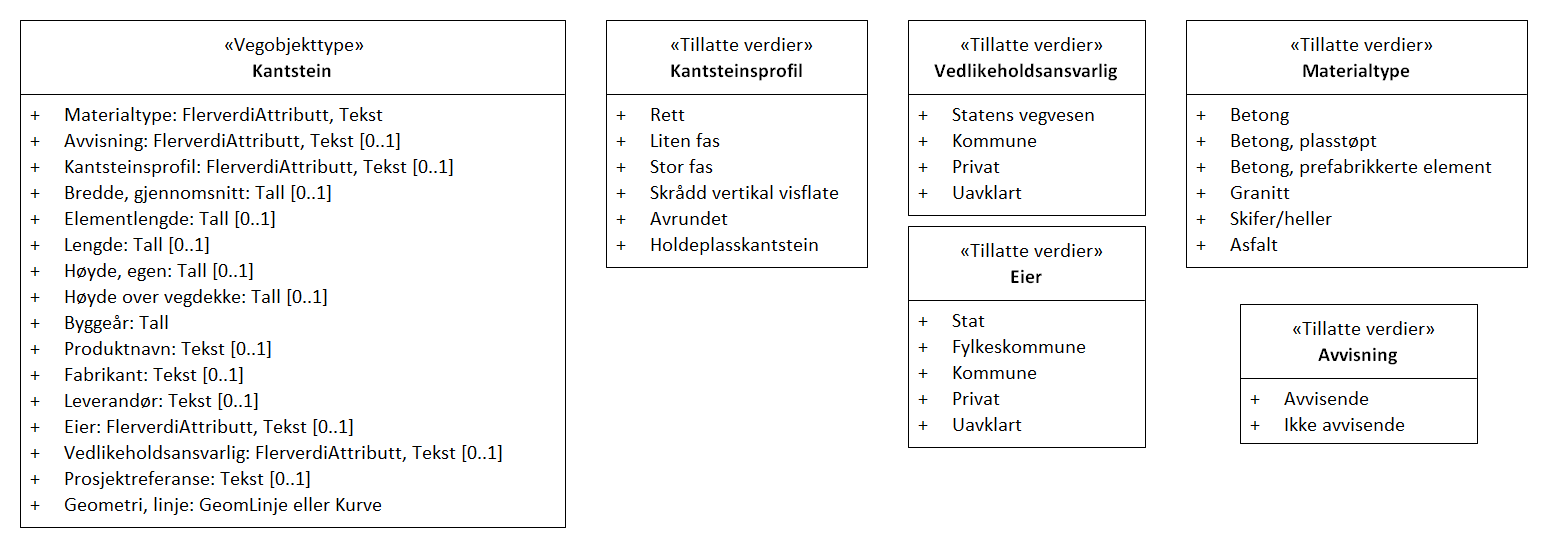 «Vegobjekttype»
Kantstein
+ Materialtype: FlerverdiAttributt, Tekst
+ Avvisning: FlerverdiAttributt, Tekst [0..1]
+ Kantsteinsprofil: FlerverdiAttributt, Tekst [0..1]
+ Bredde, gjennomsnitt: Tall [0..1]
+ Elementlengde: Tall [0..1]
+ Lengde: Tall [0..1]
+ Høyde, egen: Tall [0..1]
+ Høyde over vegdekke: Tall [0..1]
+ Byggeår: Tall
+ Produktnavn: Tekst [0..1]
+ Fabrikant: Tekst [0..1]
+ Leverandør: Tekst [0..1]
+ Eier: FlerverdiAttributt, Tekst [0..1]
+ Vedlikeholdsansvarlig: FlerverdiAttributt, Tekst [0..1]
+ Prosjektreferanse: Tekst [0..1]
+ Geometri, linje: GeomLinje eller Kurve
«Tillatte verdier»
Kantsteinsprofil
+ Rett
+ Liten fas
+ Stor fas
+ Skrådd vertikal visflate
+ Avrundet
+ Holdeplasskantstein
«Tillatte verdier»
Vedlikeholdsansvarlig
+ Statens vegvesen
+ Kommune
+ Privat
+ Uavklart
«Tillatte verdier»
Eier
+ Stat
+ Fylkeskommune
+ Kommune
+ Privat
+ Uavklart
«Tillatte verdier»
Materialtype
+ Betong
+ Betong, plasstøpt
+ Betong, prefabrikkerte element
+ Granitt
+ Skifer/heller
+ Asfalt
«Tillatte verdier»
Avvisning
+ Avvisende
+ Ikke avvisende